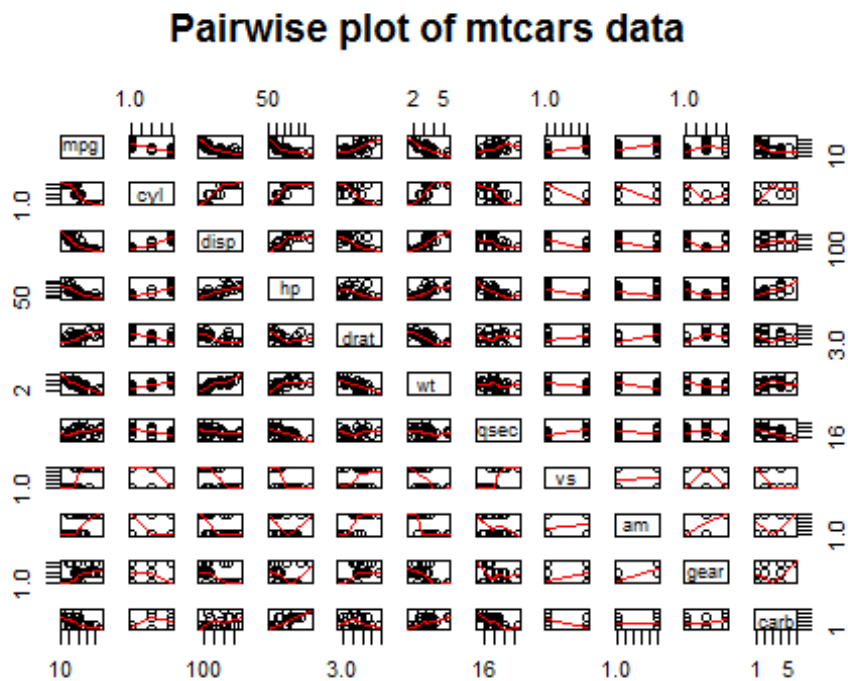 Pairwise plot of mtcars data
1.0 50 2 5 1.0 1.0
mpg 10
1.0 cyl
disp 100
50 hp
drat 3.0
2 wt
qsec 16
1.0 vs
am 1.0
1.0 gear
carb 1
10 100 3.0 16 1.0 1 5